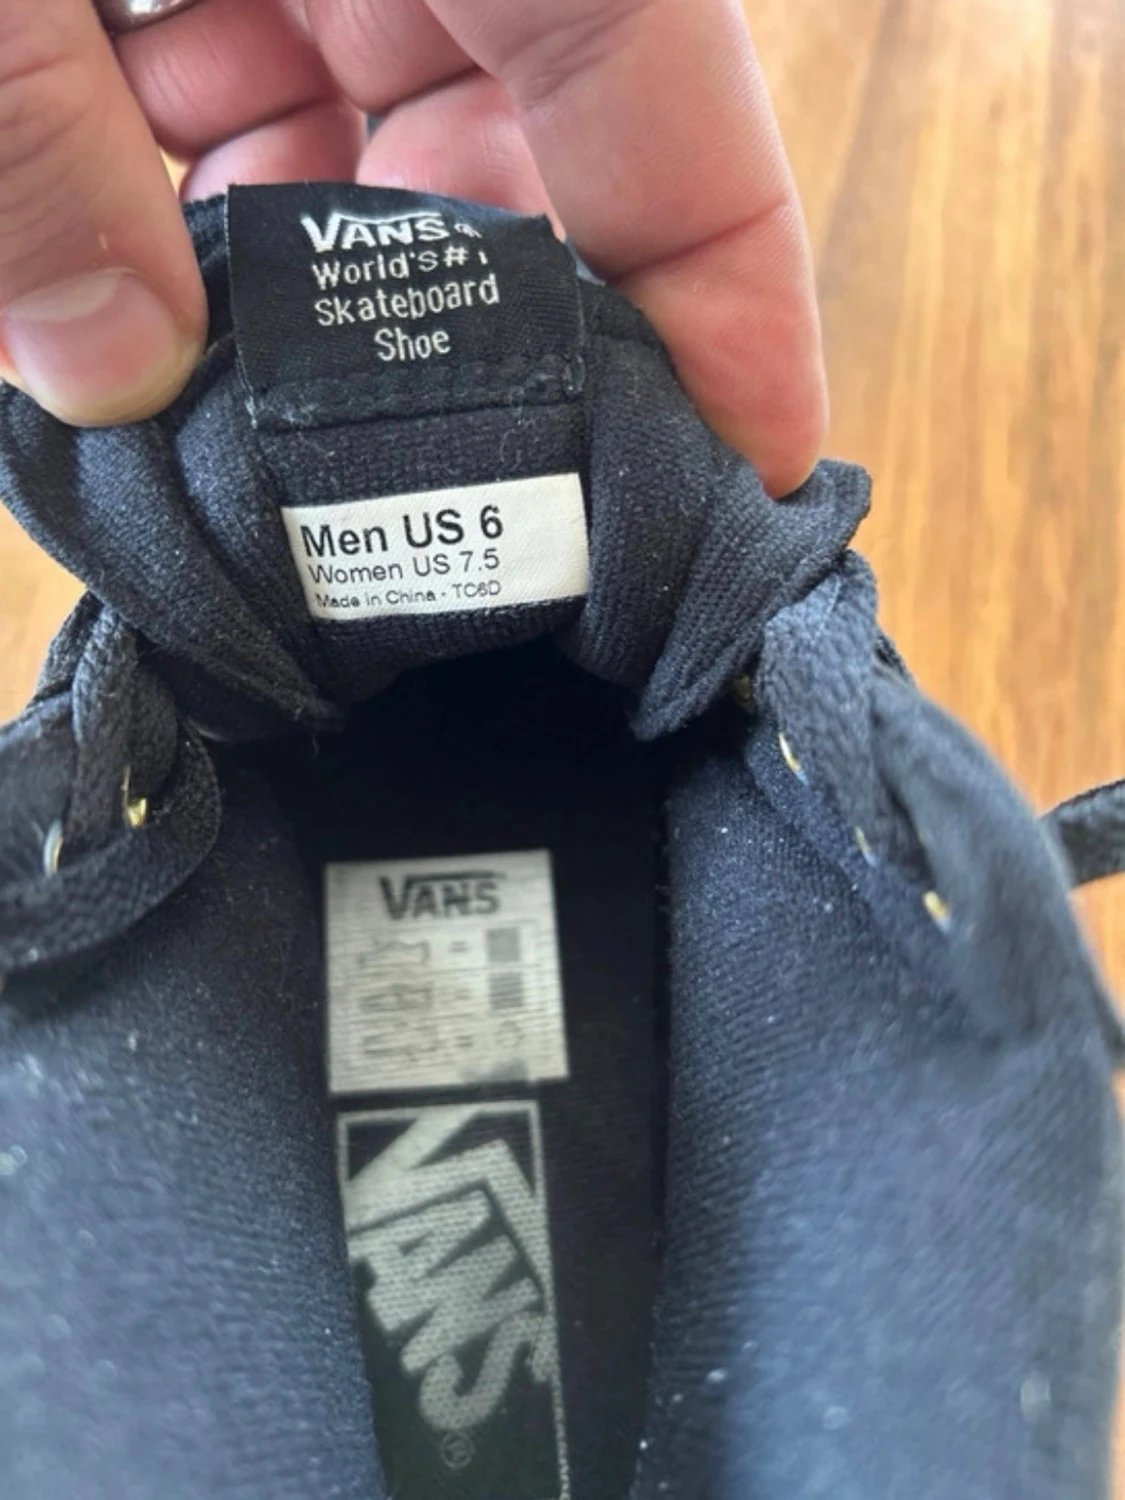 VANS®
World's #1
Skateboard
Shoe
Men US 6
Women US 7.5
Made in China - TC6D
VANS
= 
=
=
VANS
®